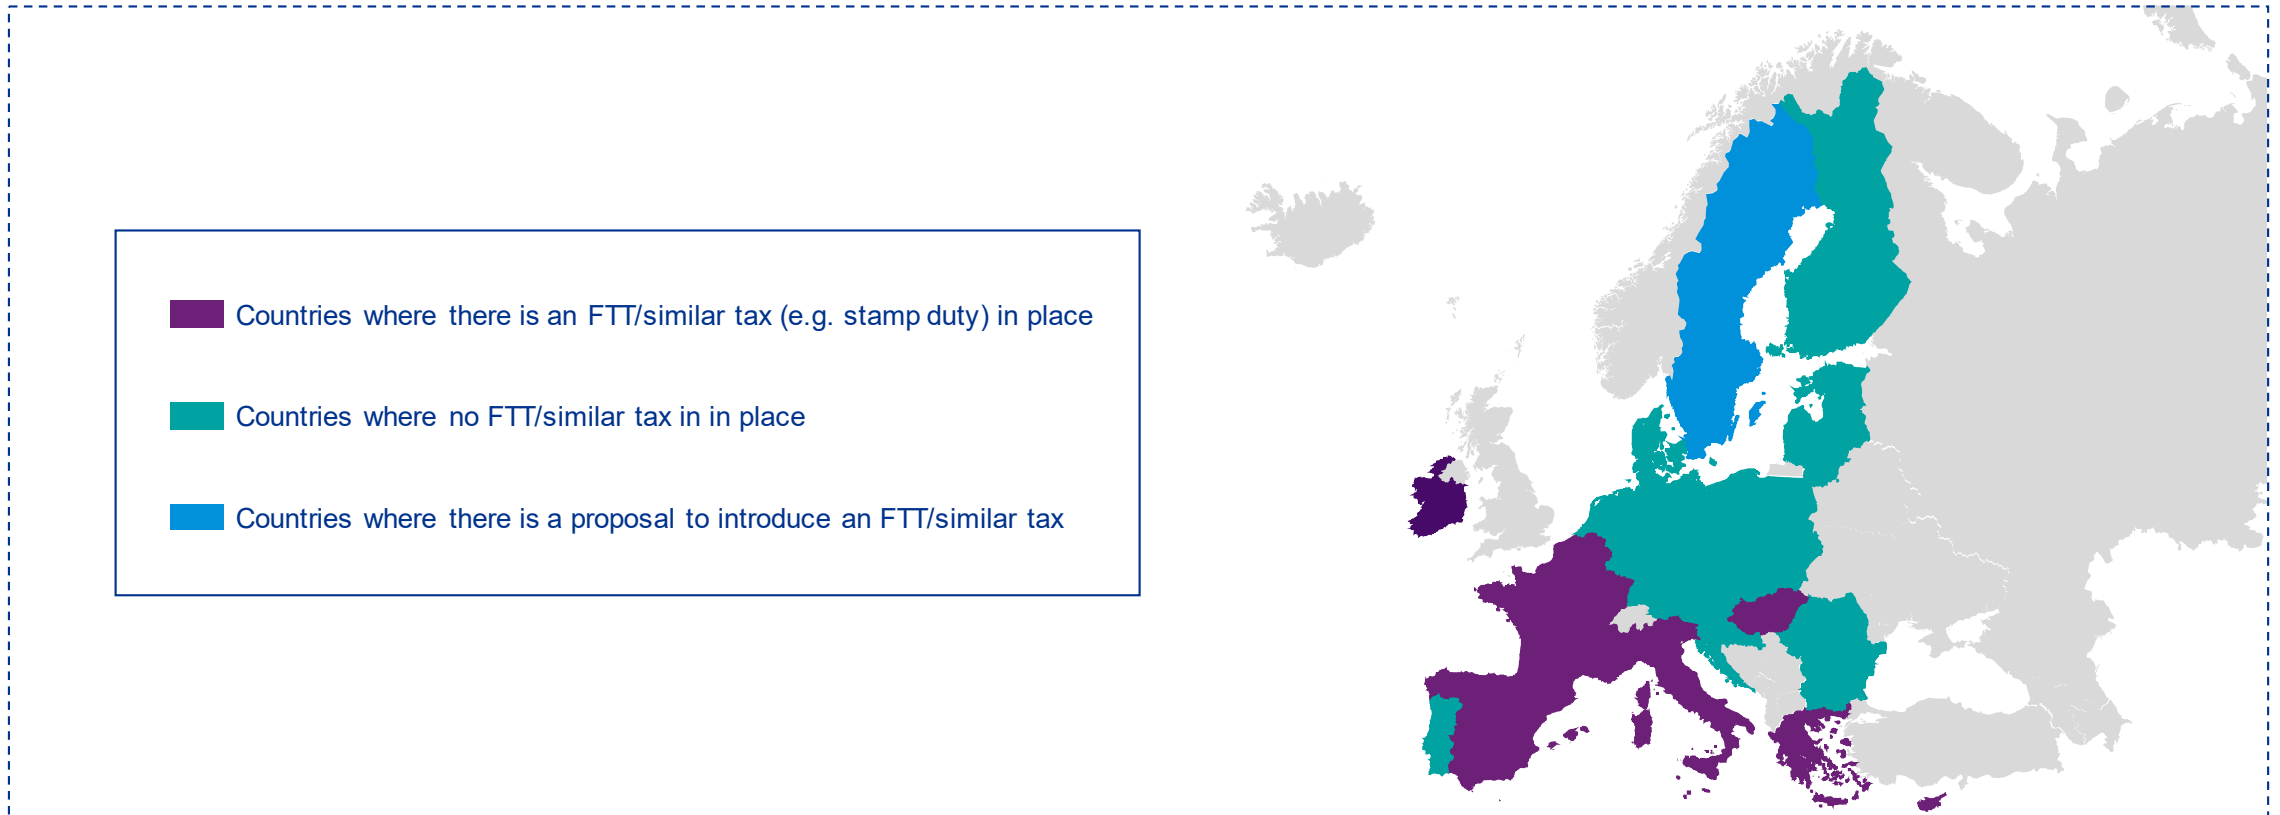 Countries where there is an FTT/similar tax (e.g. stamp duty) in place
Countries where no FTT/similar tax in in place
Countries where there is a proposal to introduce an FTT/similar tax